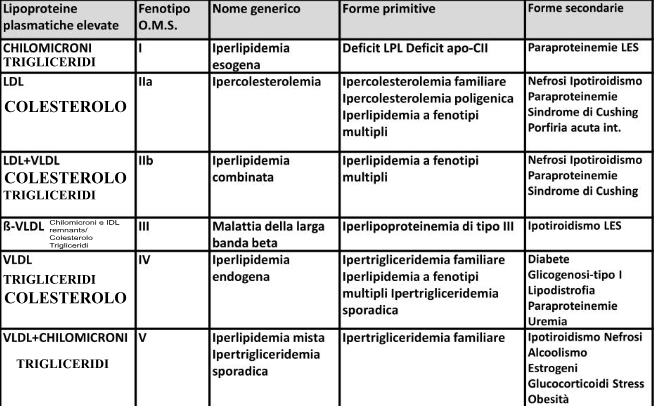 Lipoproteine plasmatiche elevate
Fenotipo O.M.S.
Nome generico
Forme primitive
Forme secondarie
CHILOMICRONI
TRIGLICERIDI
I
Iperlipidemia
esogena
Deficit LPL Deficit apo-CII
Paraproteinemie LES
LDL
COLESTEROLO
IIa
Ipercolesterolemia
Ipercolesterolemia familiare
Ipercolesterolemia poligenica
Iperlipidemia a fenotipi
multipli
Nefrosi Ipotiroidismo
Paraproteinemie
Sindrome di Cushing
Porfiria acuta int.
LDL+VLDL
COLESTEROLO
TRIGLICERIDI
IIb
Iperlipidemia
combinata
Iperlipidemia a fenotipi
multipli
Nefrosi Ipotiroidismo
Paraproteinemie
Sindrome di Cushing
ß-VLDL
Chilomicroni e IDL
remnants/
Colesterolo
Trigliceridi
III
Malattia della larga
banda beta
Iperlipoproteinemia di tipo III
Ipotiroidismo LES
VLDL
TRIGLICERIDI
COLESTEROLO
IV
Iperlipidemia
endogena
Ipertrigliceridemia familiare
Iperlipidemia a fenotipi
multipli Ipertrigliceridemia
sporadica
Diabete
Glicogenosi-tipo I
Lipodistrofia
Paraproteinemie
Uremia
VLDL+CHILOMICRONI
TRIGLICERIDI
V
Iperlipidemia mista
Ipertrigliceridemia
sporadica
Ipertrigliceridemia familiare
Ipotiroidismo Nefrosi
Alcoolismo
Estrogeni
Glucocorticoidi Stress
Obesità